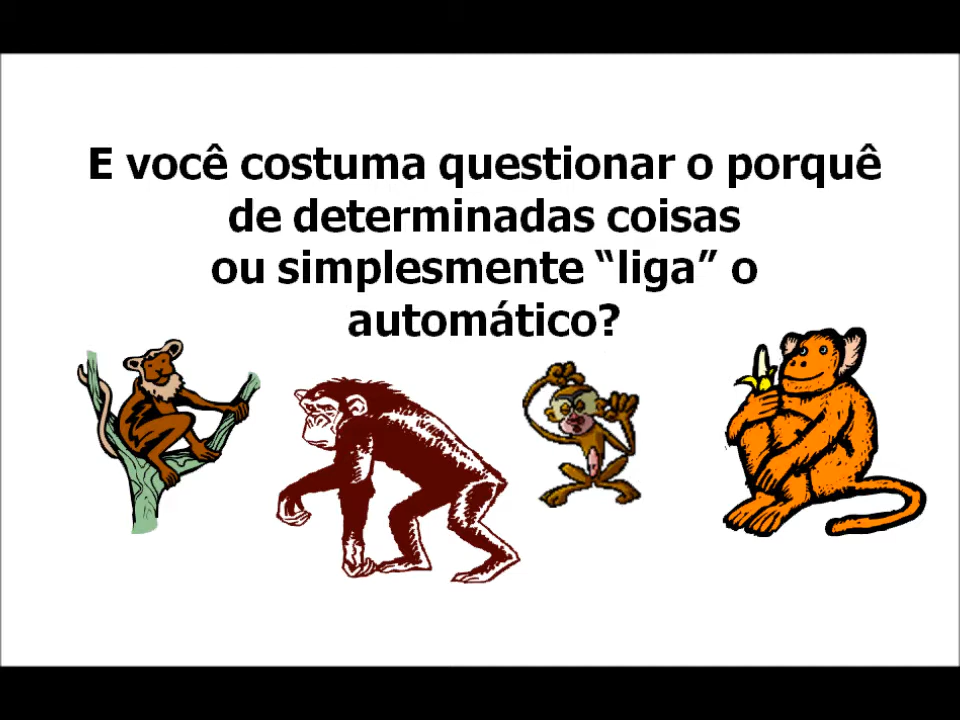 E você costuma questionar o porquê
de determinadas coisas
ou simplesmente “liga” o
automático?